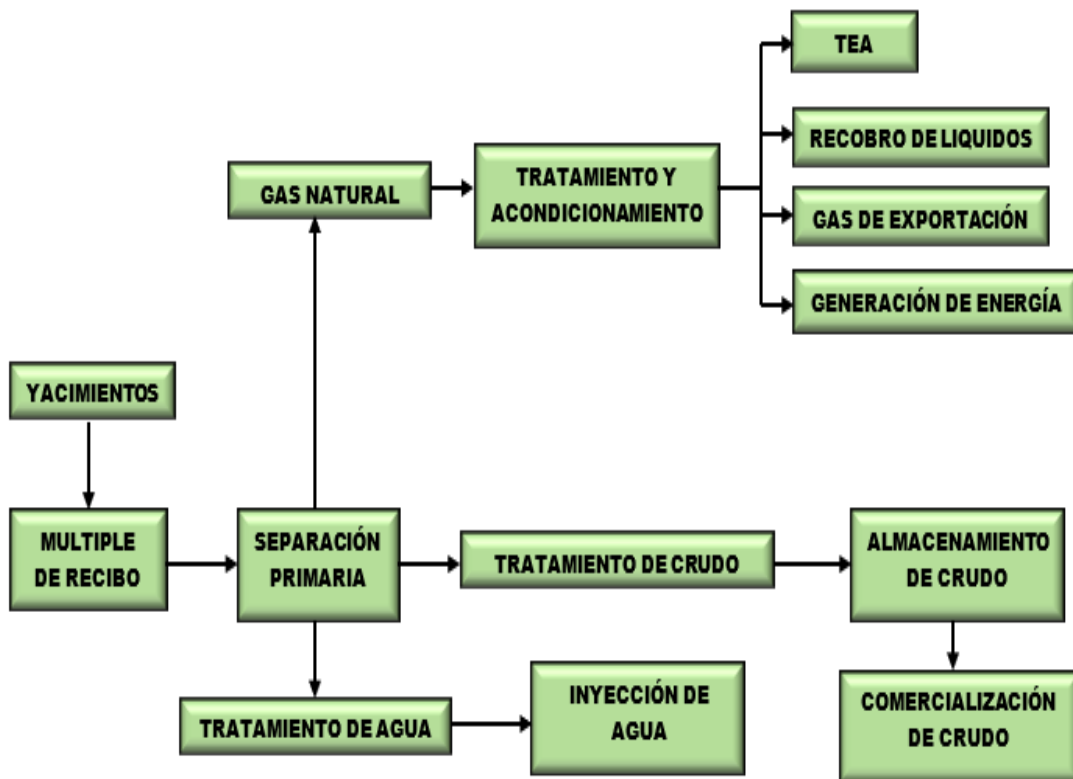 TEA
RECOBRO DE LIQUIDOS
GAS NATURAL
TRATAMIENTO Y
ACONDICIONAMIENTO
GAS DE EXPORTACIÓN
GENERACIÓN DE ENERGÍA
YACIMIENTOS
MULTIPLE
DE RECIBO
SEPARACIÓN
PRIMARIA
TRATAMIENTO DE CRUDO
ALMACENAMIENTO
DE CRUDO
TRATAMIENTO DE AGUA
INYECCIÓN DE
AGUA
COMERCIALIZACIÓN
DE CRUDO